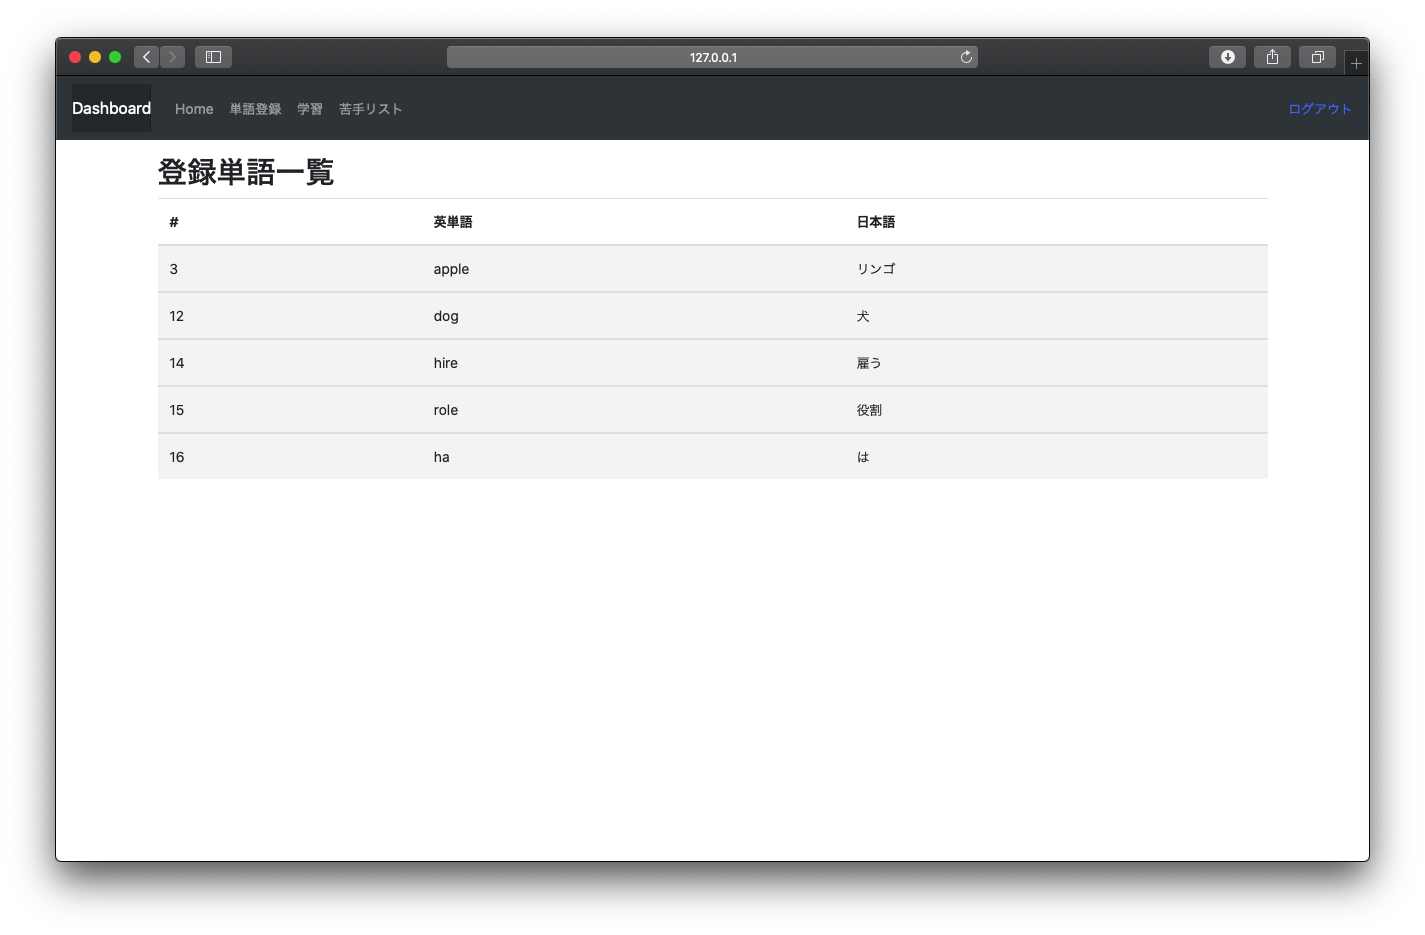 127.0.0.1
Dashboard Home 単語登録 学習 苦手リスト ログアウト
登録単語一覧
# 英単語 日本語
3 apple リンゴ
12 dog 犬
14 hire 雇う
15 role 役割
16 ha は